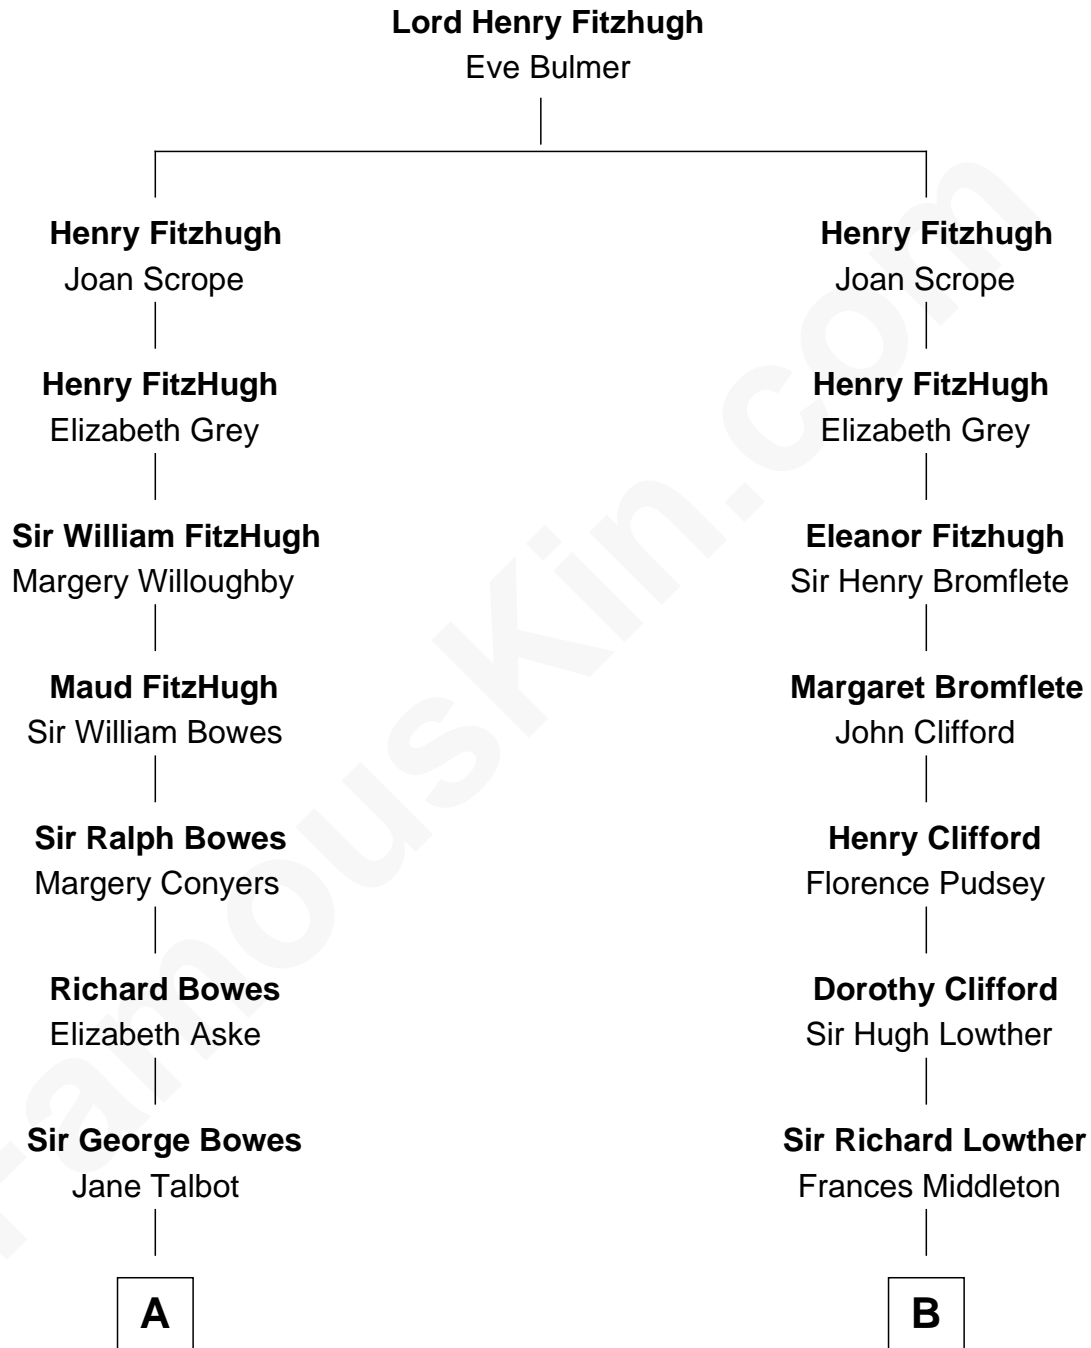 Lord Henry Fitzhugh
Eve Bulmer
Henry Fitzhugh
Joan Scrope
Henry Fitzhugh
Joan Scrope
Henry FitzHugh
Elizabeth Grey
Henry FitzHugh
Elizabeth Grey
Sir William FitzHugh
Margery Willoughby
Eleanor Fitzhugh
Sir Henry Bromflete
Maud FitzHugh
Sir William Bowes
Margaret Bromflete
John Clifford
Sir Ralph Bowes
Margery Conyers
Henry Clifford
Florence Pudsey
Richard Bowes
Elizabeth Aske
Dorothy Clifford
Sir Hugh Lowther
Sir George Bowes
Jane Talbot
Sir Richard Lowther
Frances Middleton
A
B
FamousKin.com